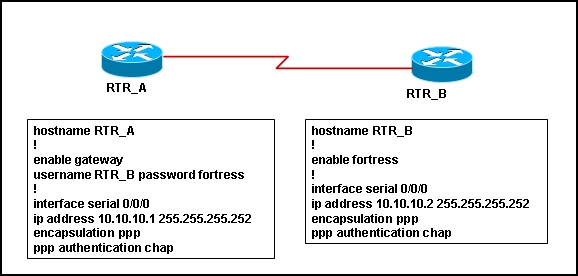 RTR_A
RTR_B
hostname RTR_A
!
enable gateway
username RTR_B password fortress
!
interface serial 0/0/0
ip address 10.10.10.1 255.255.255.252
encapsulation ppp
ppp authentication chap
hostname RTR_B
!
enable fortress
!
interface serial 0/0/0
ip address 10.10.10.2 255.255.255.252
encapsulation ppp
ppp authentication chap